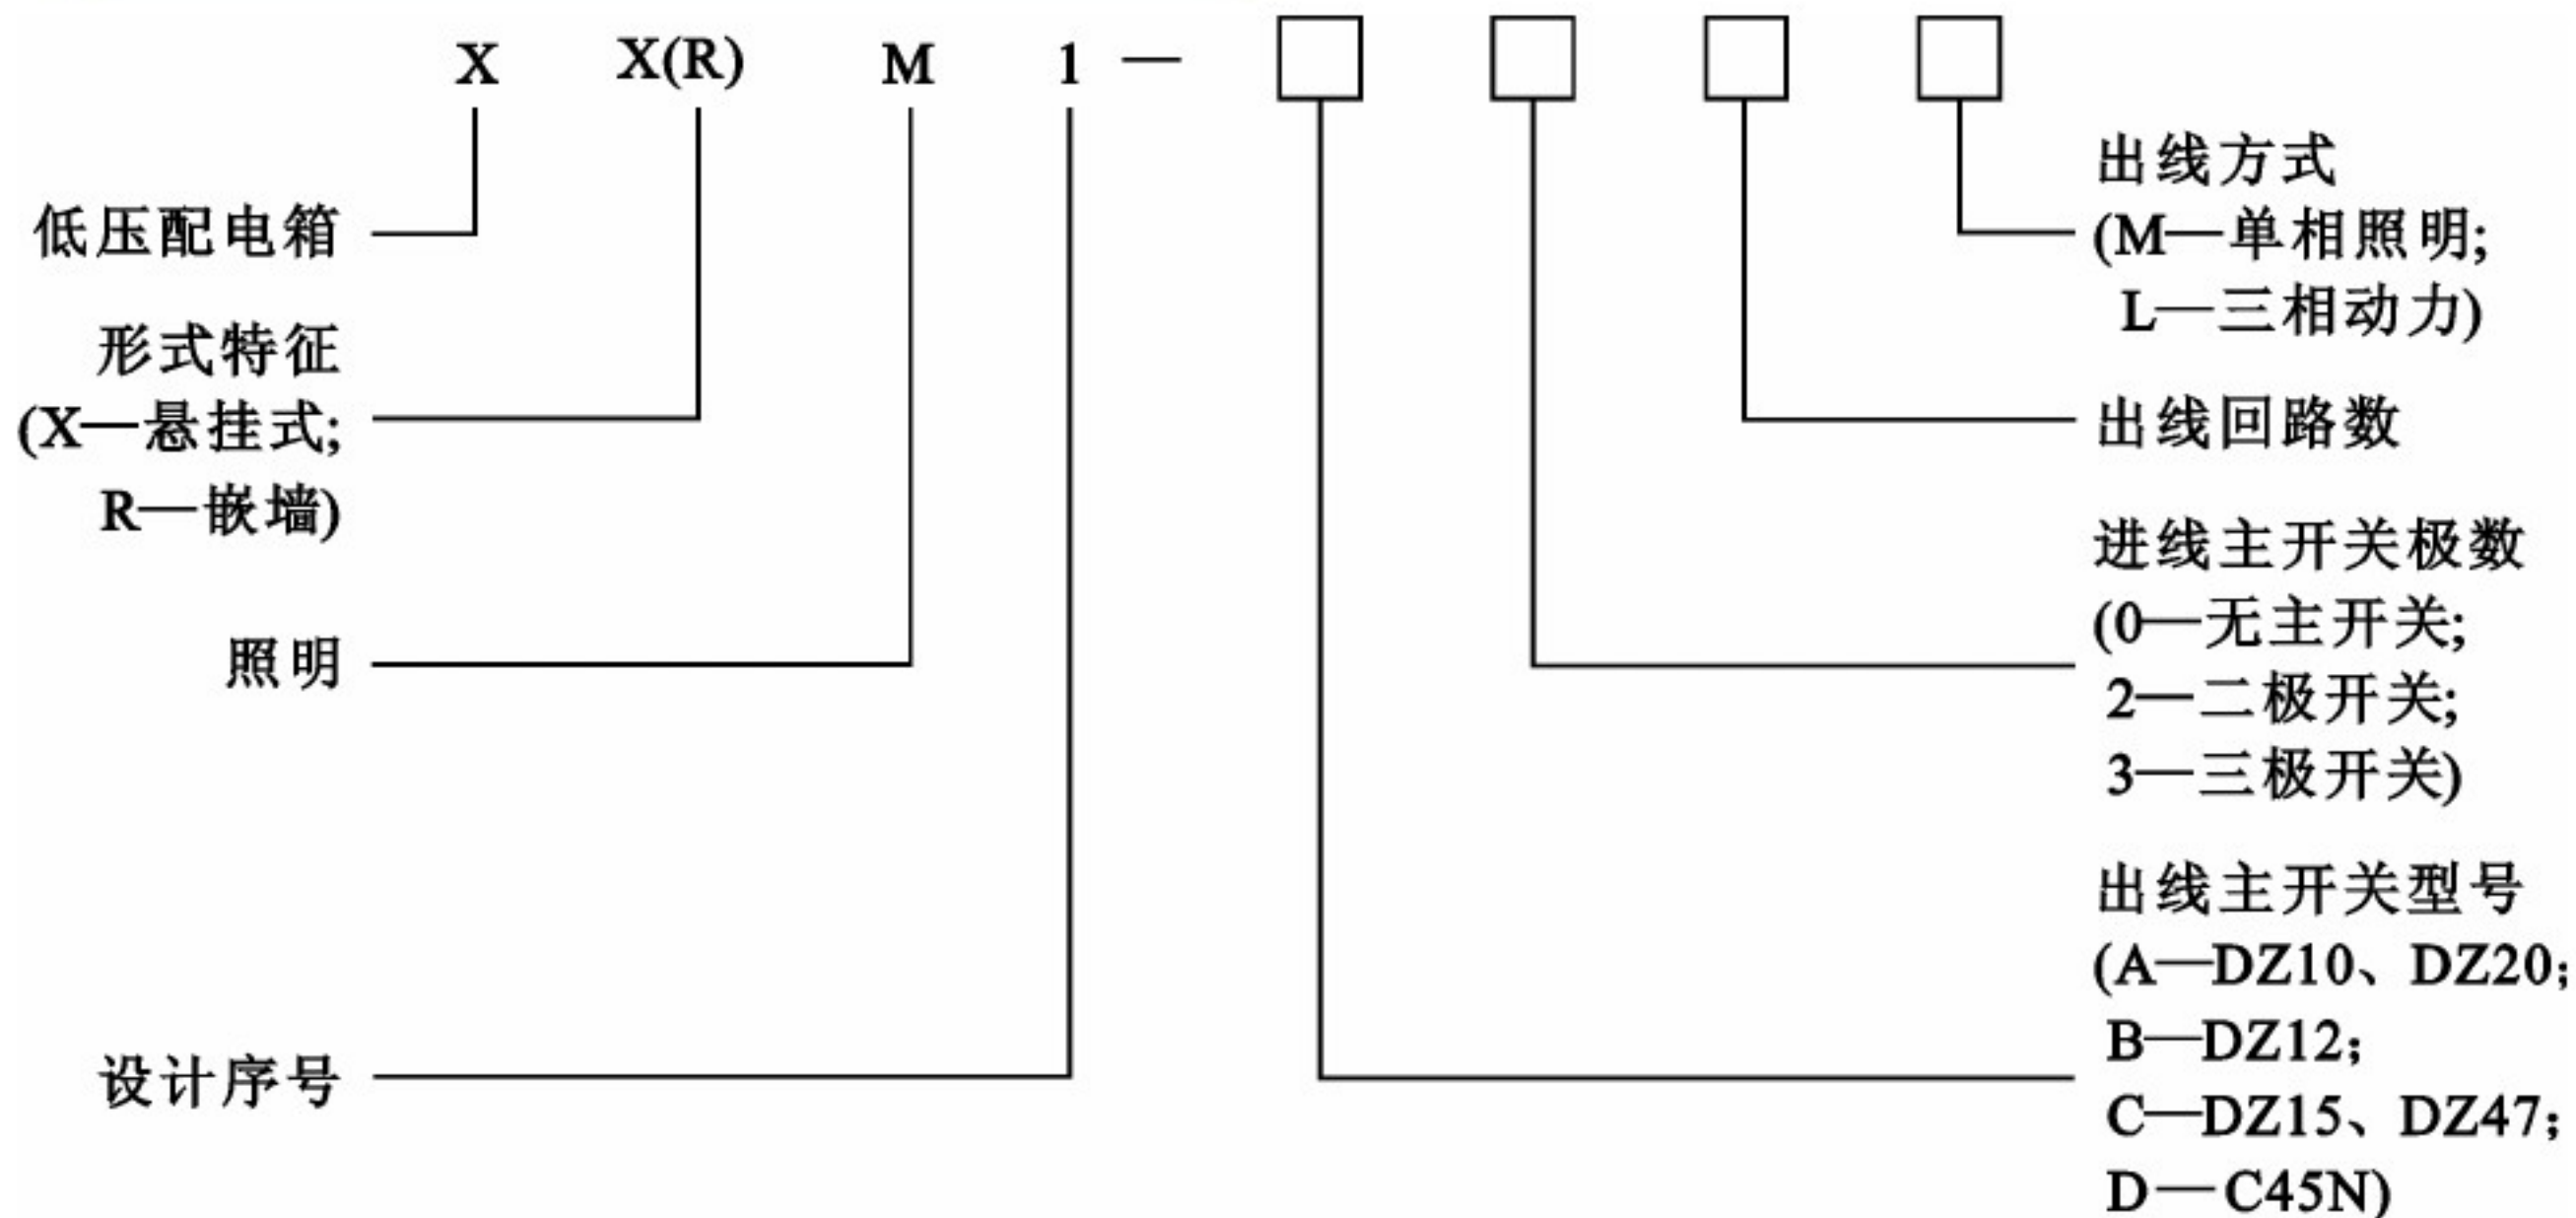 X X(R) M 1 —
低压配电箱
形式特征
(X—悬挂式;
R—嵌墙)
照明
设计序号
出线方式
(M—单相照明;
L—三相动力)
出线回路数
进线主开关极数
(0—无主开关;
2—二极开关;
3—三极开关)
出线主开关型号
(A—DZ10、DZ20;
B—DZ12;
C—DZ15、DZ47;
D—C45N)